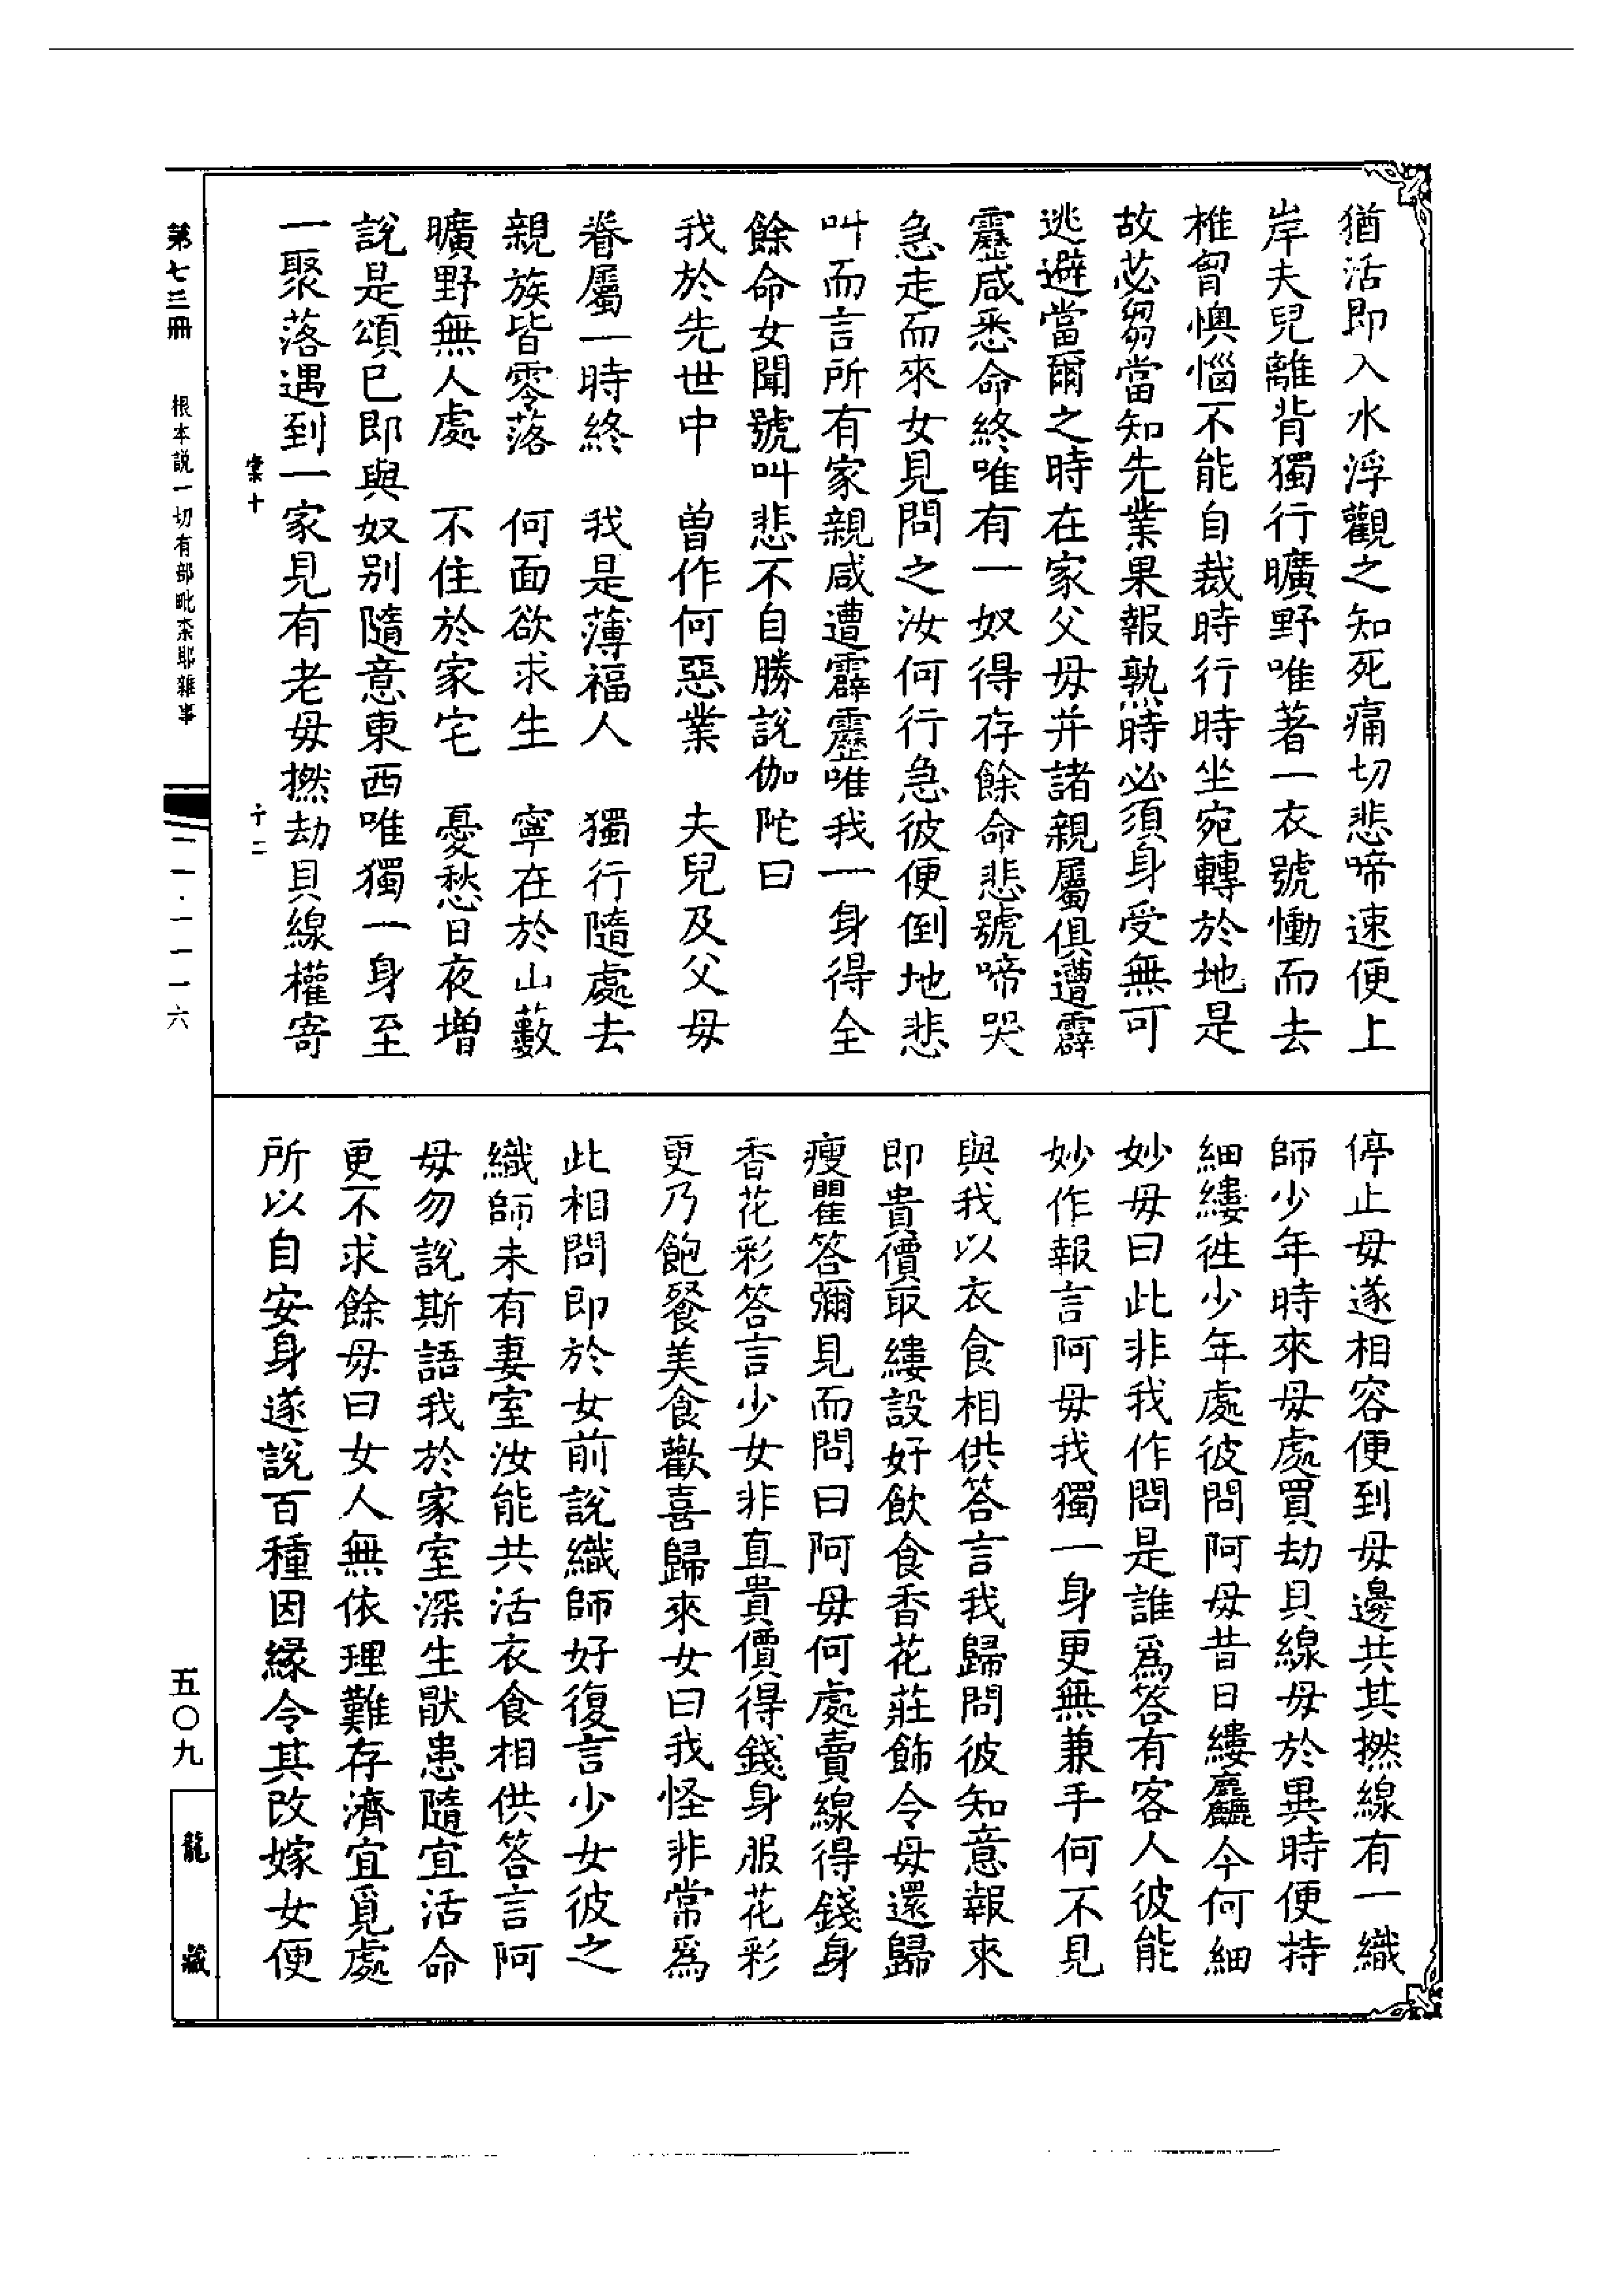 猶活即入水浮觀之知死痛切悲啼速便上
岸夫兒離背獨行曠野唯著一衣號慟而去
椎胷懊惱不能自裁時行時坐宛轉於地是
故苾芻當知先業果報熟時必須身受無可
逃避當爾之時在家父母并諸親屬俱遭霹
靂咸悉命終唯有一奴得存餘命悲號啼哭
急走而來女見問之汝何行急彼便倒地悲
叫而言所有家親咸遭霹靂唯我一身得全
餘命女聞號叫悲不自勝說伽陀曰
我於先世中　曾作何惡業　夫兒及父母
眷屬一時終　我是薄福人　獨行隨處去
親族皆零落　何面欲求生　寧在於山藪
曠野無人處　不住於家宅　憂愁日夜增
說是頌已即與奴別隨意東西唯獨一身至
一聚落遇到一家見有老母撚劫貝線權寄
停止母遂相容便到母邊共其撚線有一織
師少年時來母處買劫貝線母於異時便持
細縷徃少年處彼問阿母昔日縷麤今何細
妙母曰此非我作問是誰爲答有客人彼能
妙作報言阿母我獨一身更無兼手何不見
與我以衣食相供答言我歸問彼知意報來
即貴價取縷設好飲食香花莊飾令母還歸
瘦瞿答彌見而問曰阿母何處賣線得錢身
香花彩答言少女非直貴價得錢身服花彩
更乃飽餐美食歡喜歸來女曰我怪非常爲
此相問即於女前說織師好復言少女彼之
織師未有妻室汝能共活衣食相供答言阿
母勿說斯語我於家室深生猒患隨宜活命
更不求餘母曰女人無依理難存濟宜覓處
所以自安身遂說百種因緣令其改嫁女便
第七三冊　根本說一切有部毗奈耶雜事
二一·一一一六
五〇九
龍藏
十二